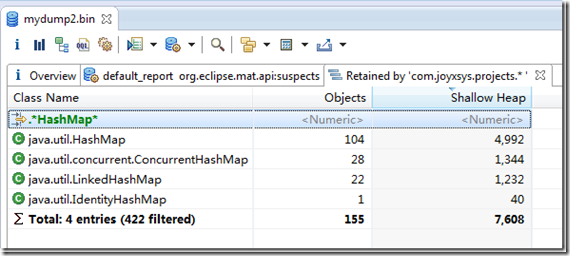 mydump2.bin
i OQL
i Overview default_report org.eclipse.mat.api:suspects Retained by 'com.joyxsys.projects.* '
Class Name Objects Shallow Heap
.*HashMap* <Numeric> <Numeric>
java.util.HashMap 104 4,992
java.util.concurrent.ConcurrentHashMap 28 1,344
java.util.LinkedHashMap 22 1,232
java.util.IdentityHashMap 1 40
Σ Total: 4 entries (422 filtered) 155 7,608